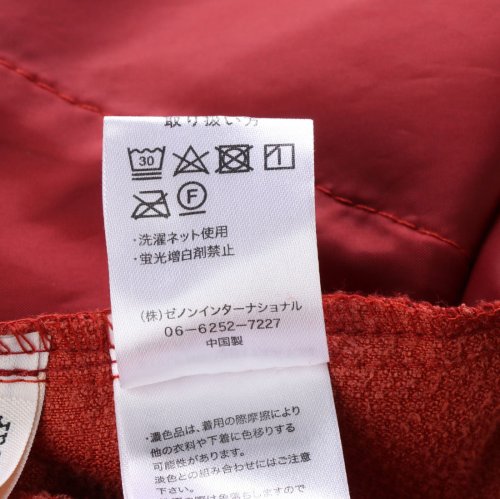 取り扱い方
30
F
・洗濯ネット使用
・蛍光増白剤禁止
(株)ゼノンインターナショナル
06-6252-7227
中国製
・濃色品は、着用の際摩擦により
他の衣料や下着に色移りする
可能性があります。
淡色との組み合わせにはご注意
下さい。